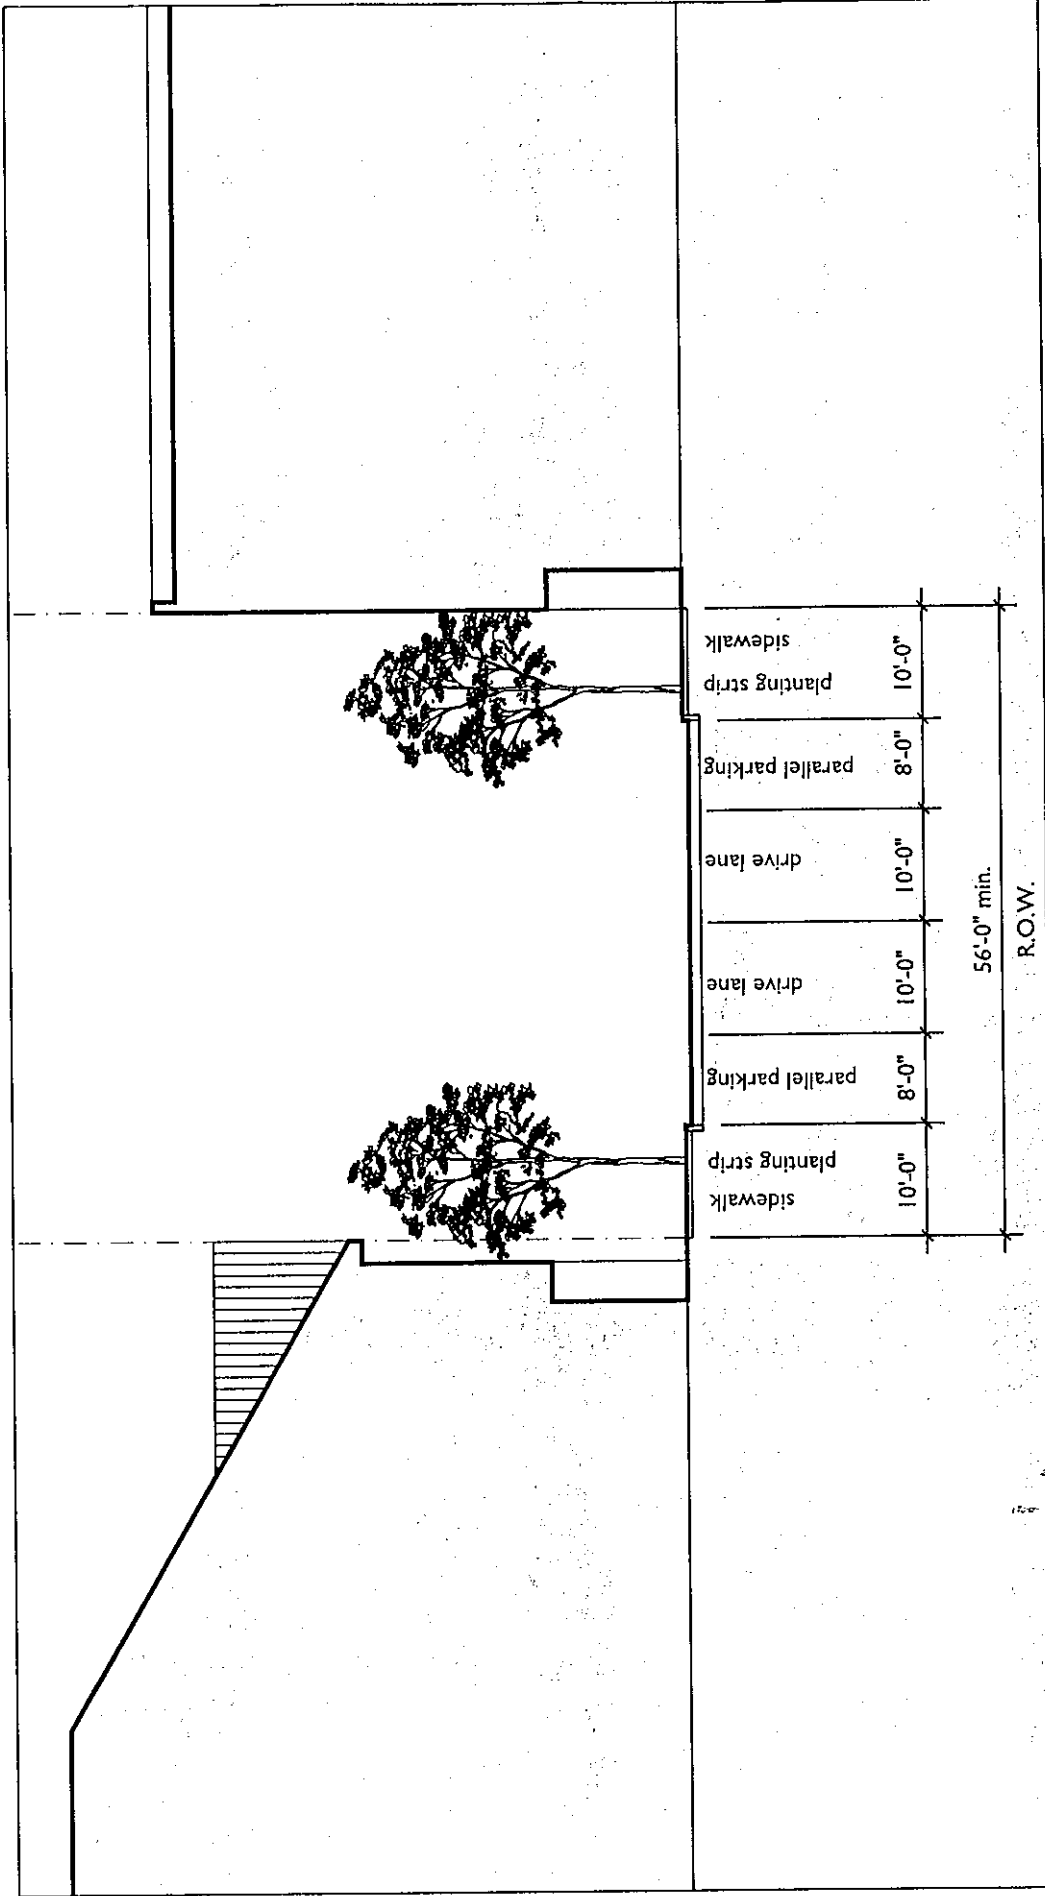 sidewalk
planting strip
10'-0"
parallel parking
8'-0"
drive lane
10'-0"
drive lane
10'-0"
parallel parking
8'-0"
planting strip
sidewalk
10'-0"
56'-0" min.
R.O.W.